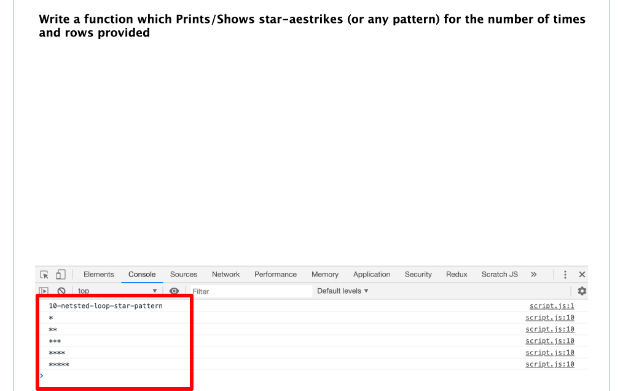 Write a function which Prints/Shows star-aestrikes (or any pattern) for the number of times
and rows provided
Elements Console Sources Network Performance Memory Application Security Redux Scratch JS » ⋮ ×
top ▼ Filter Default levels ▼
10-netsted-loop-star-pattern script.js:1
* script.js:10
** script.js:10
*** script.js:10
**** script.js:10
***** script.js:10
>